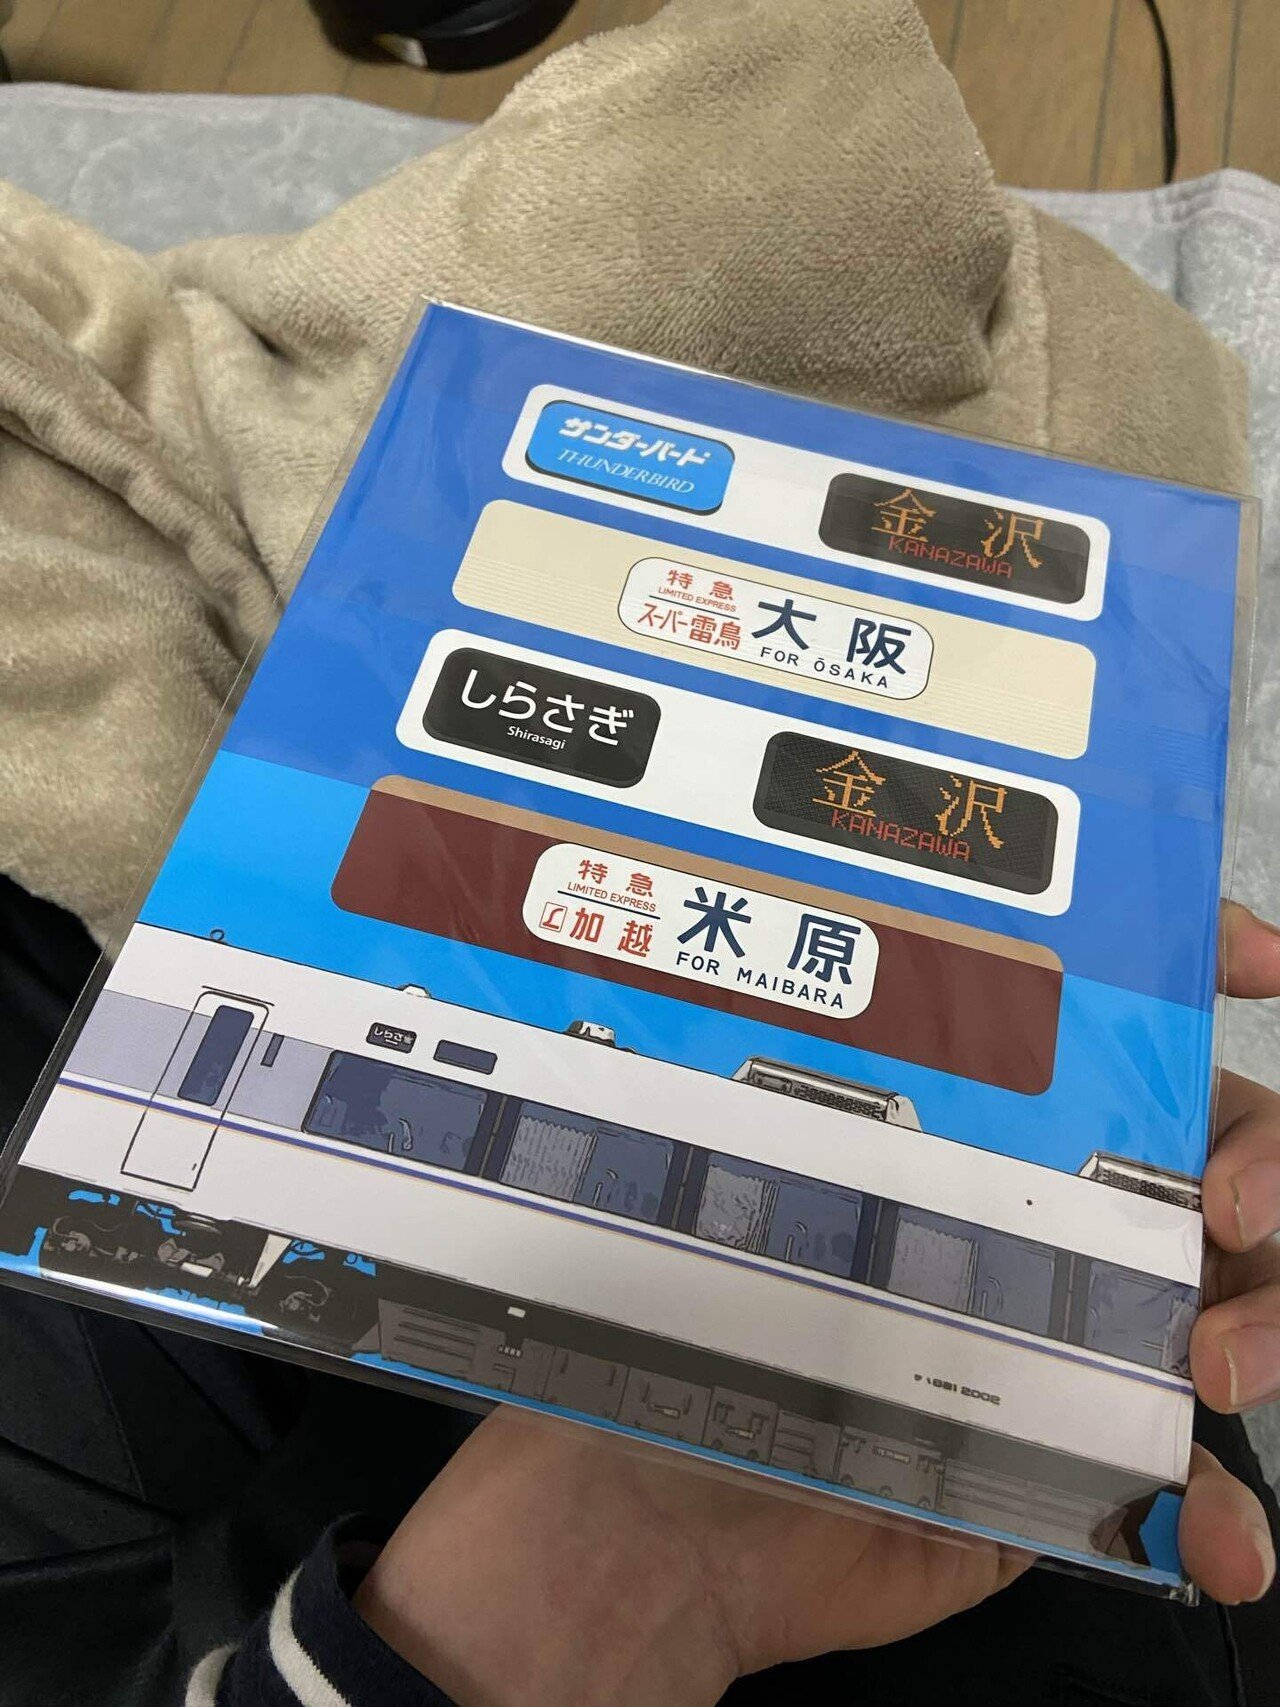 サンダーバード
THUNDERBIRD
金沢
KANAZAWA
特急
LIMITED EXPRESS
スーパー雷鳥
大阪
FOR ŌSAKA
しらさぎ
Shirasagi
金沢
KANAZAWA
特急
LIMITED EXPRESS
加越
米原
FOR MAIBARA
しらさぎ